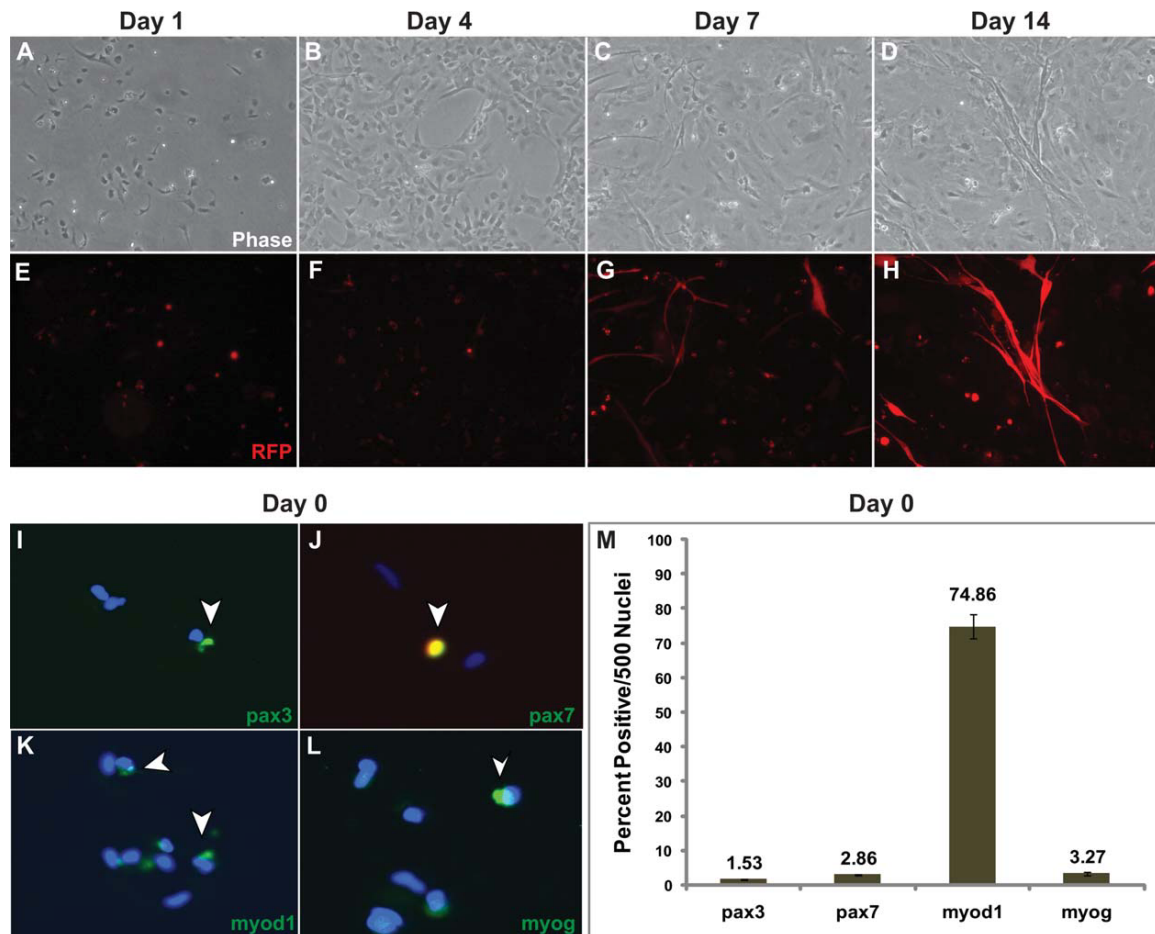 Day 1 Day 4 Day 7 Day 14
A B C D
Phase
E F G H
RFP
Day 0 Day 0
I J M
pax3 pax7
K L
myod1 myog
Percent Positive/500 Nuclei
100
90
80
70
60
50
40
30
20
10
0
1.53 2.86 74.86 3.27
pax3 pax7 myod1 myog